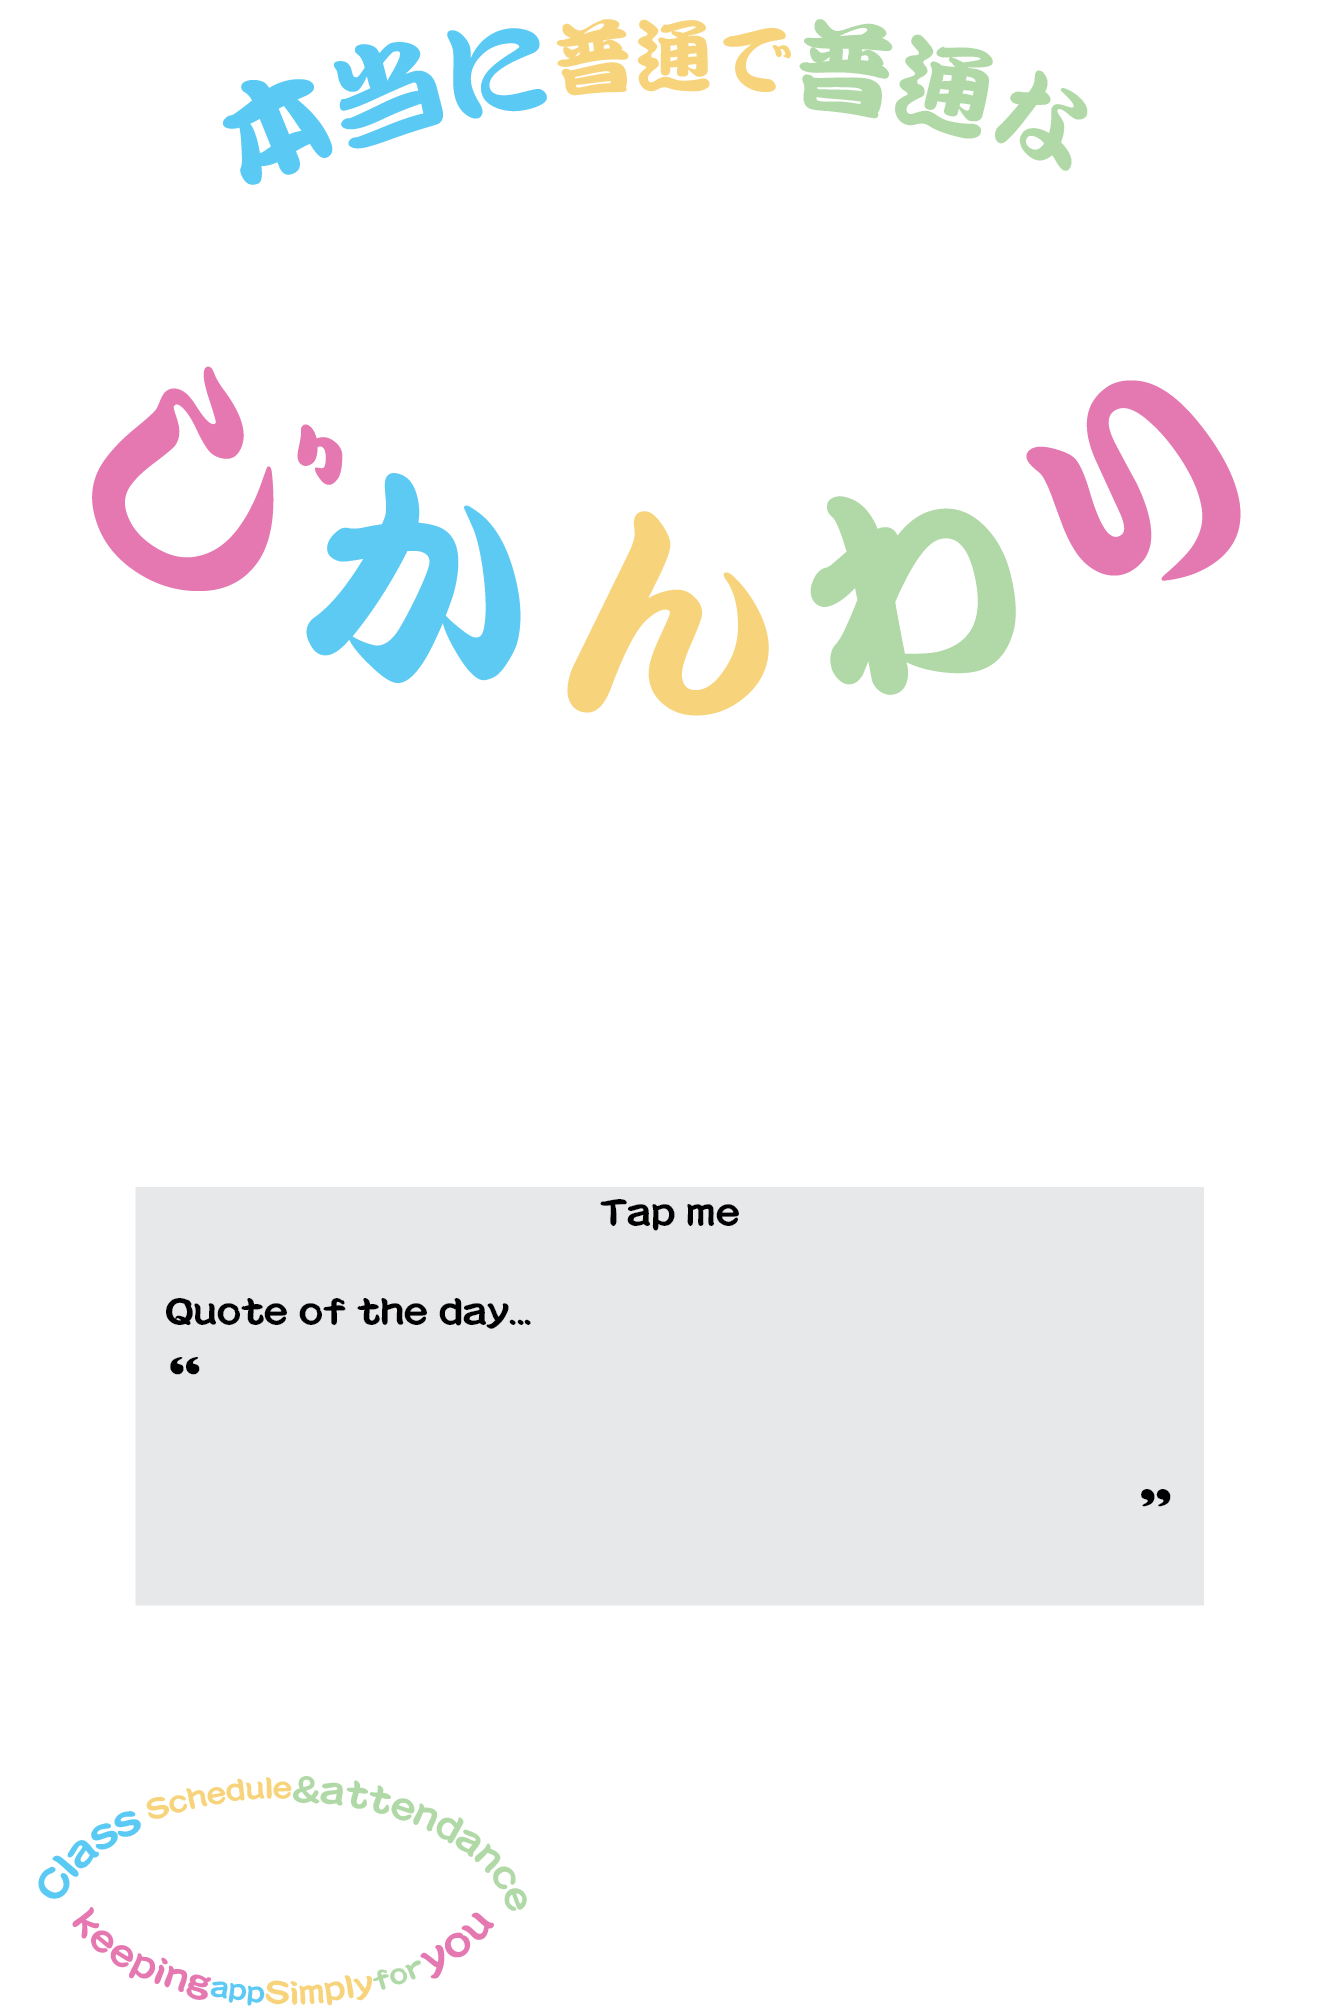 本当に普通で普通な
じかんわり
Tap me
Quote of the day...
“
”
Class Schedule&attendance
keepingappSimplyforyou